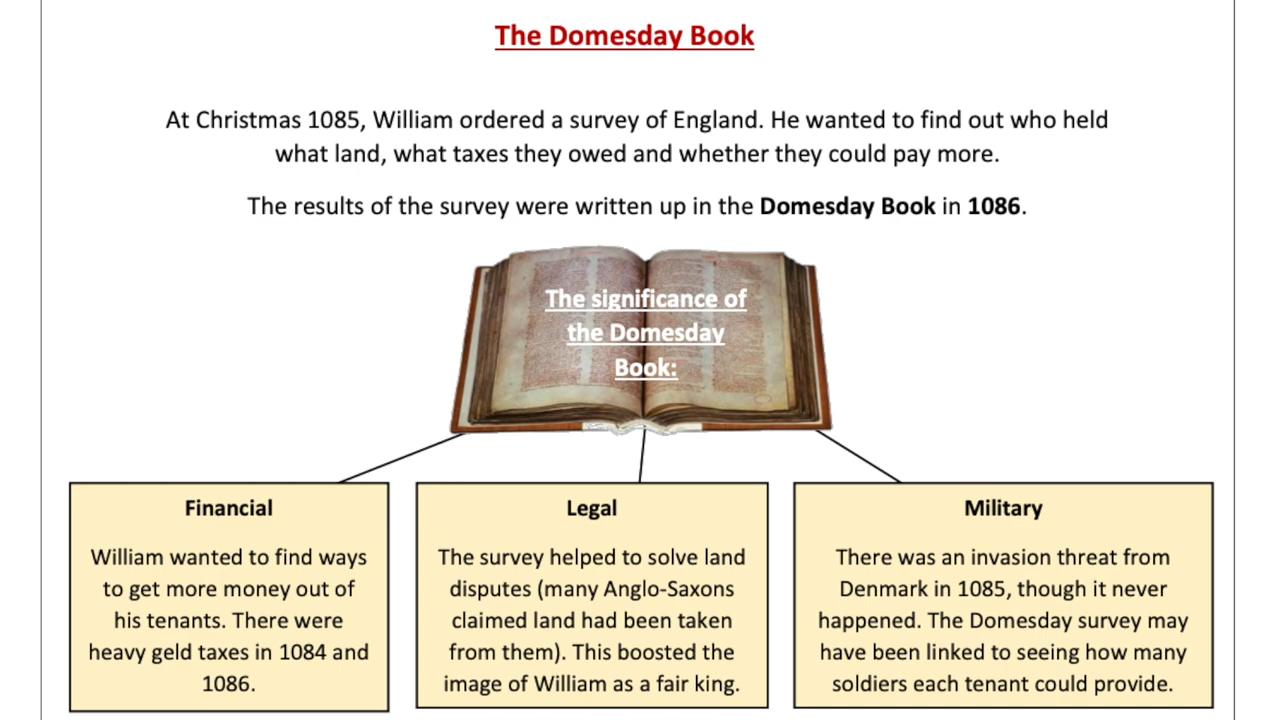 The Domesday Book
At Christmas 1085, William ordered a survey of England. He wanted to find out who held
what land, what taxes they owed and whether they could pay more.
The results of the survey were written up in the Domesday Book in 1086.
The significance of
the Domesday
Book:
Financial
William wanted to find ways
to get more money out of
his tenants. There were
heavy geld taxes in 1084 and
1086.
Legal
The survey helped to solve land
disputes (many Anglo-Saxons
claimed land had been taken
from them). This boosted the
image of William as a fair king.
Military
There was an invasion threat from
Denmark in 1085, though it never
happened. The Domesday survey may
have been linked to seeing how many
soldiers each tenant could provide.